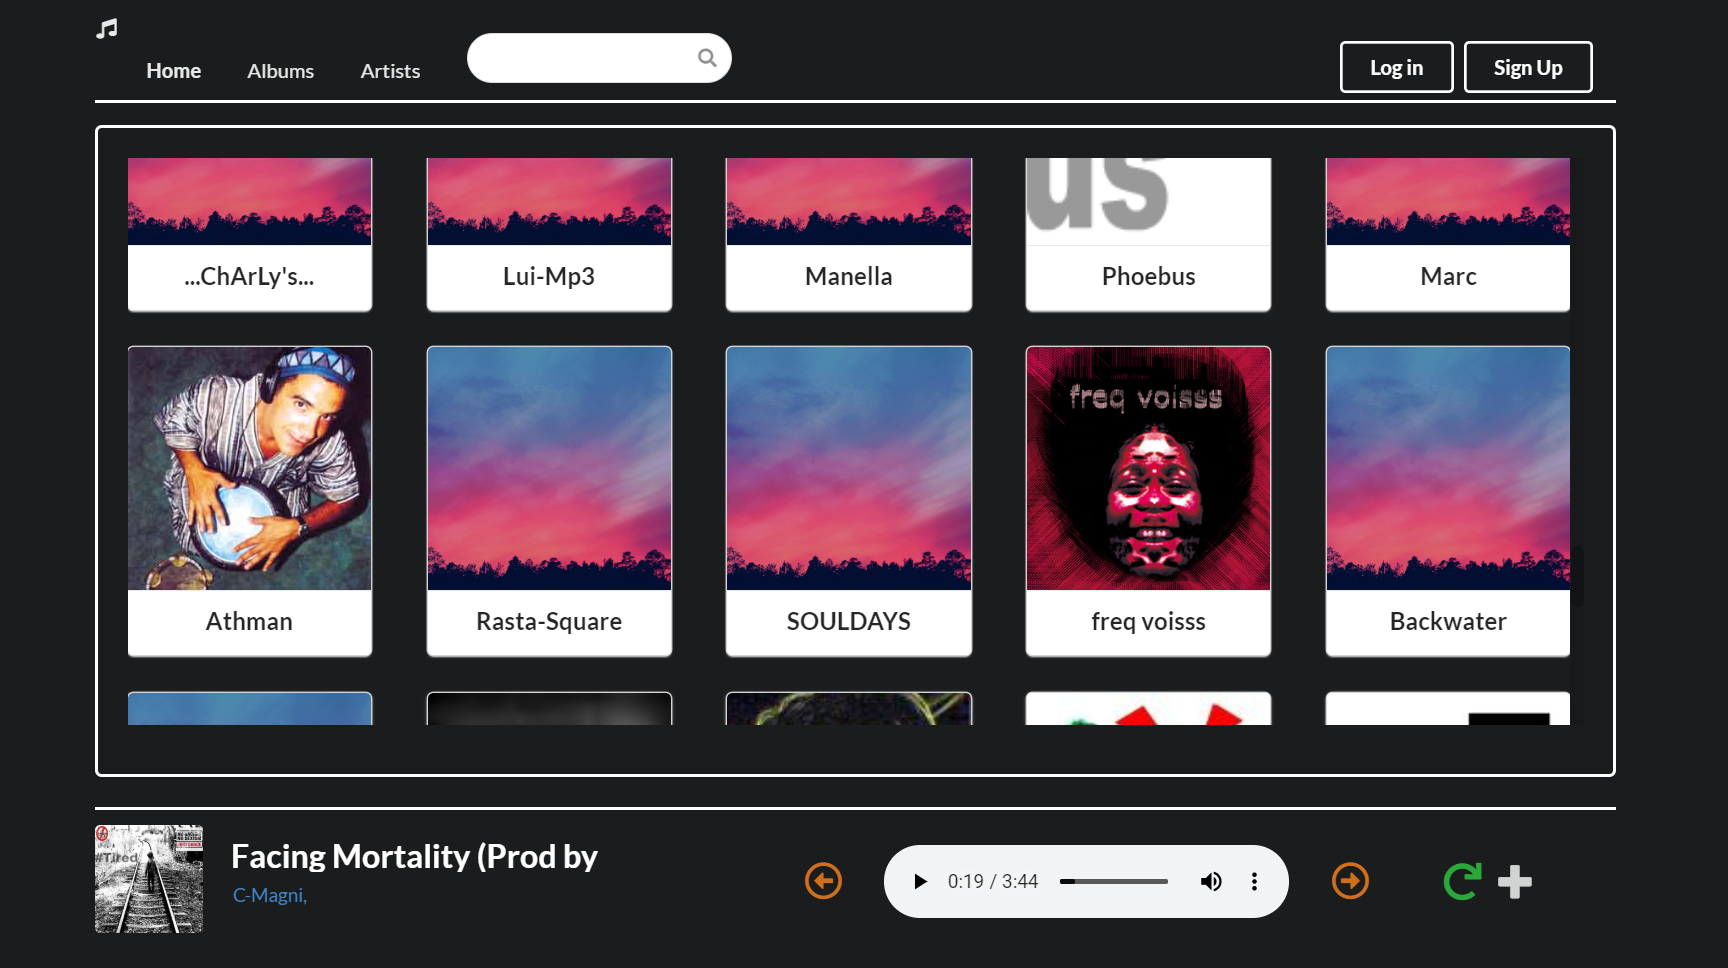 Home Albums Artists
Log in Sign Up
us
...ChArLy's... Lui-Mp3 Manella Phoebus Marc
freq voisss
Athman Rasta-Square SOULDAYS freq voisss Backwater
#Tired
Facing Mortality (Prod by
C-Magni,
0:19 / 3:44